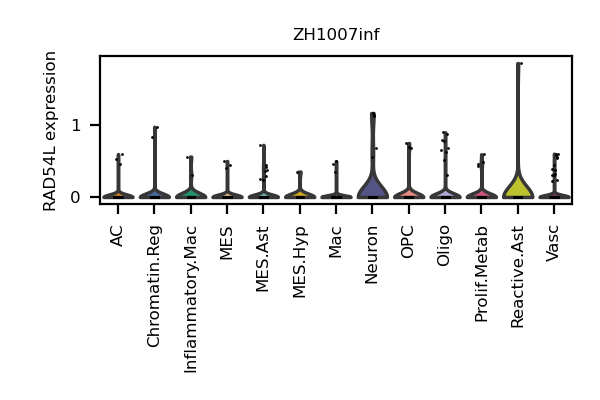 ZH1007inf
RAD54L expression
1
0
AC
Chromatin.Reg
Inflammatory.Mac
MES
MES.Ast
MES.Hyp
Mac
Neuron
OPC
Oligo
Prolif.Metab
Reactive.Ast
Vasc